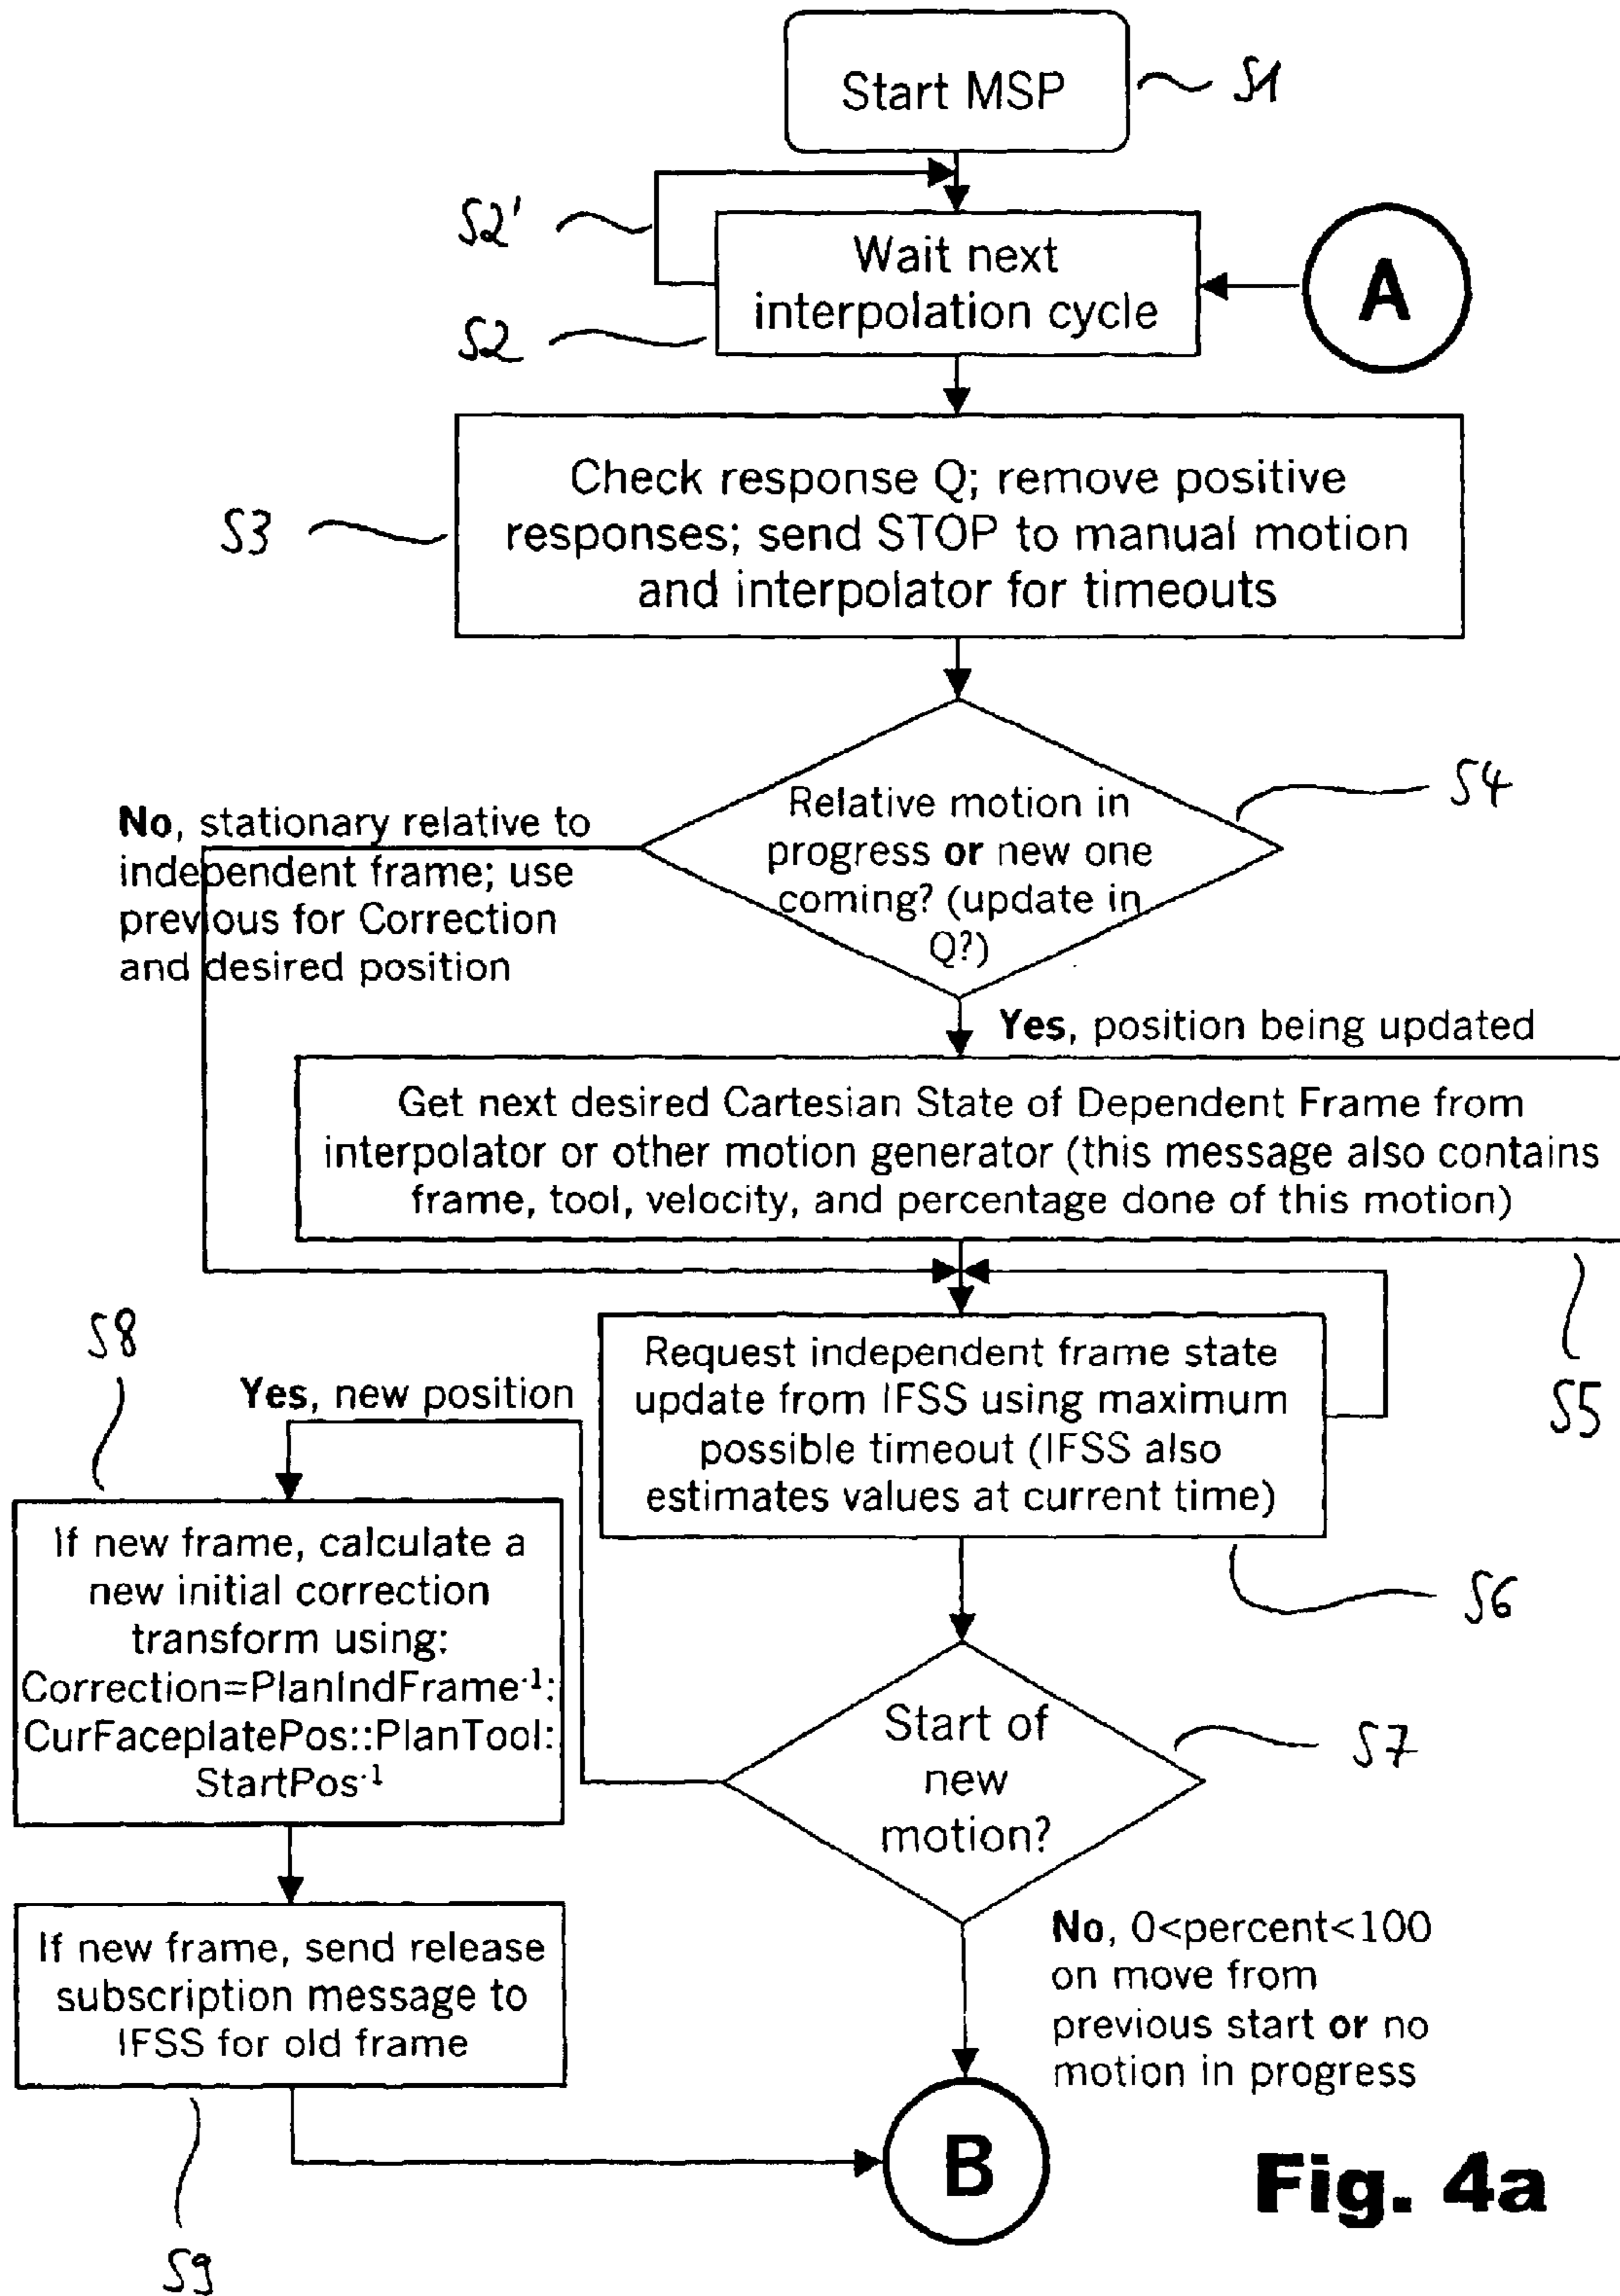 Start MSP
S1
S2'
Wait next
interpolation cycle
A
S2
Check response Q; remove positive
responses; send STOP to manual motion
and interpolator for timeouts
S3
Relative motion in
progress or new one
coming? (update in
Q?)
S4
No, stationary relative to
independent frame; use
previous for Correction
and desired position
Yes, position being updated
Get next desired Cartesian State of Dependent Frame from
interpolator or other motion generator (this message also contains
frame, tool, velocity, and percentage done of this motion)
S5
Request independent frame state
update from IFSS using maximum
possible timeout (IFSS also
estimates values at current time)
S6
S8
Yes, new position
If new frame, calculate a
new initial correction
transform using:
Correction=PlanIndFrame⁻¹:
CurFaceplatePos::PlanTool:
StartPos⁻¹
Start of
new
motion?
S7
If new frame, send release
subscription message to
IFSS for old frame
S9
No, 0<percent<100
on move from
previous start or no
motion in progress
B
Fig. 4a